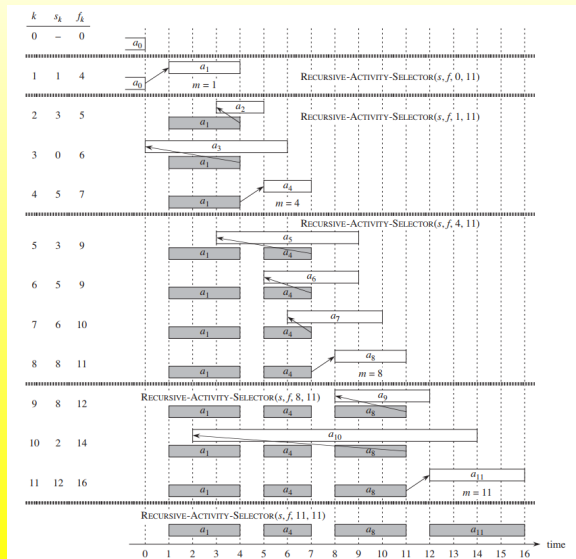 k s_k f_k
0 – 0
a_0
1 1 4
a_1
a_0
m = 1
RECURSIVE-ACTIVITY-SELECTOR(s, f, 0, 11)
2 3 5
a_2
RECURSIVE-ACTIVITY-SELECTOR(s, f, 1, 11)
a_1
3 0 6
a_3
a_1
4 5 7
a_4
a_1
m = 4
RECURSIVE-ACTIVITY-SELECTOR(s, f, 4, 11)
5 3 9
a_5
a_1 a_4
6 5 9
a_6
a_1 a_4
7 6 10
a_7
a_1 a_4
8 8 11
a_8
a_1 a_4
m = 8
RECURSIVE-ACTIVITY-SELECTOR(s, f, 8, 11)
9 8 12
a_9
a_1 a_4 a_8
10 2 14
a_10
a_1 a_4 a_8
11 12 16
a_11
a_1 a_4 a_8
m = 11
RECURSIVE-ACTIVITY-SELECTOR(s, f, 11, 11)
a_1 a_4 a_8 a_11
time
0 1 2 3 4 5 6 7 8 9 10 11 12 13 14 15 16